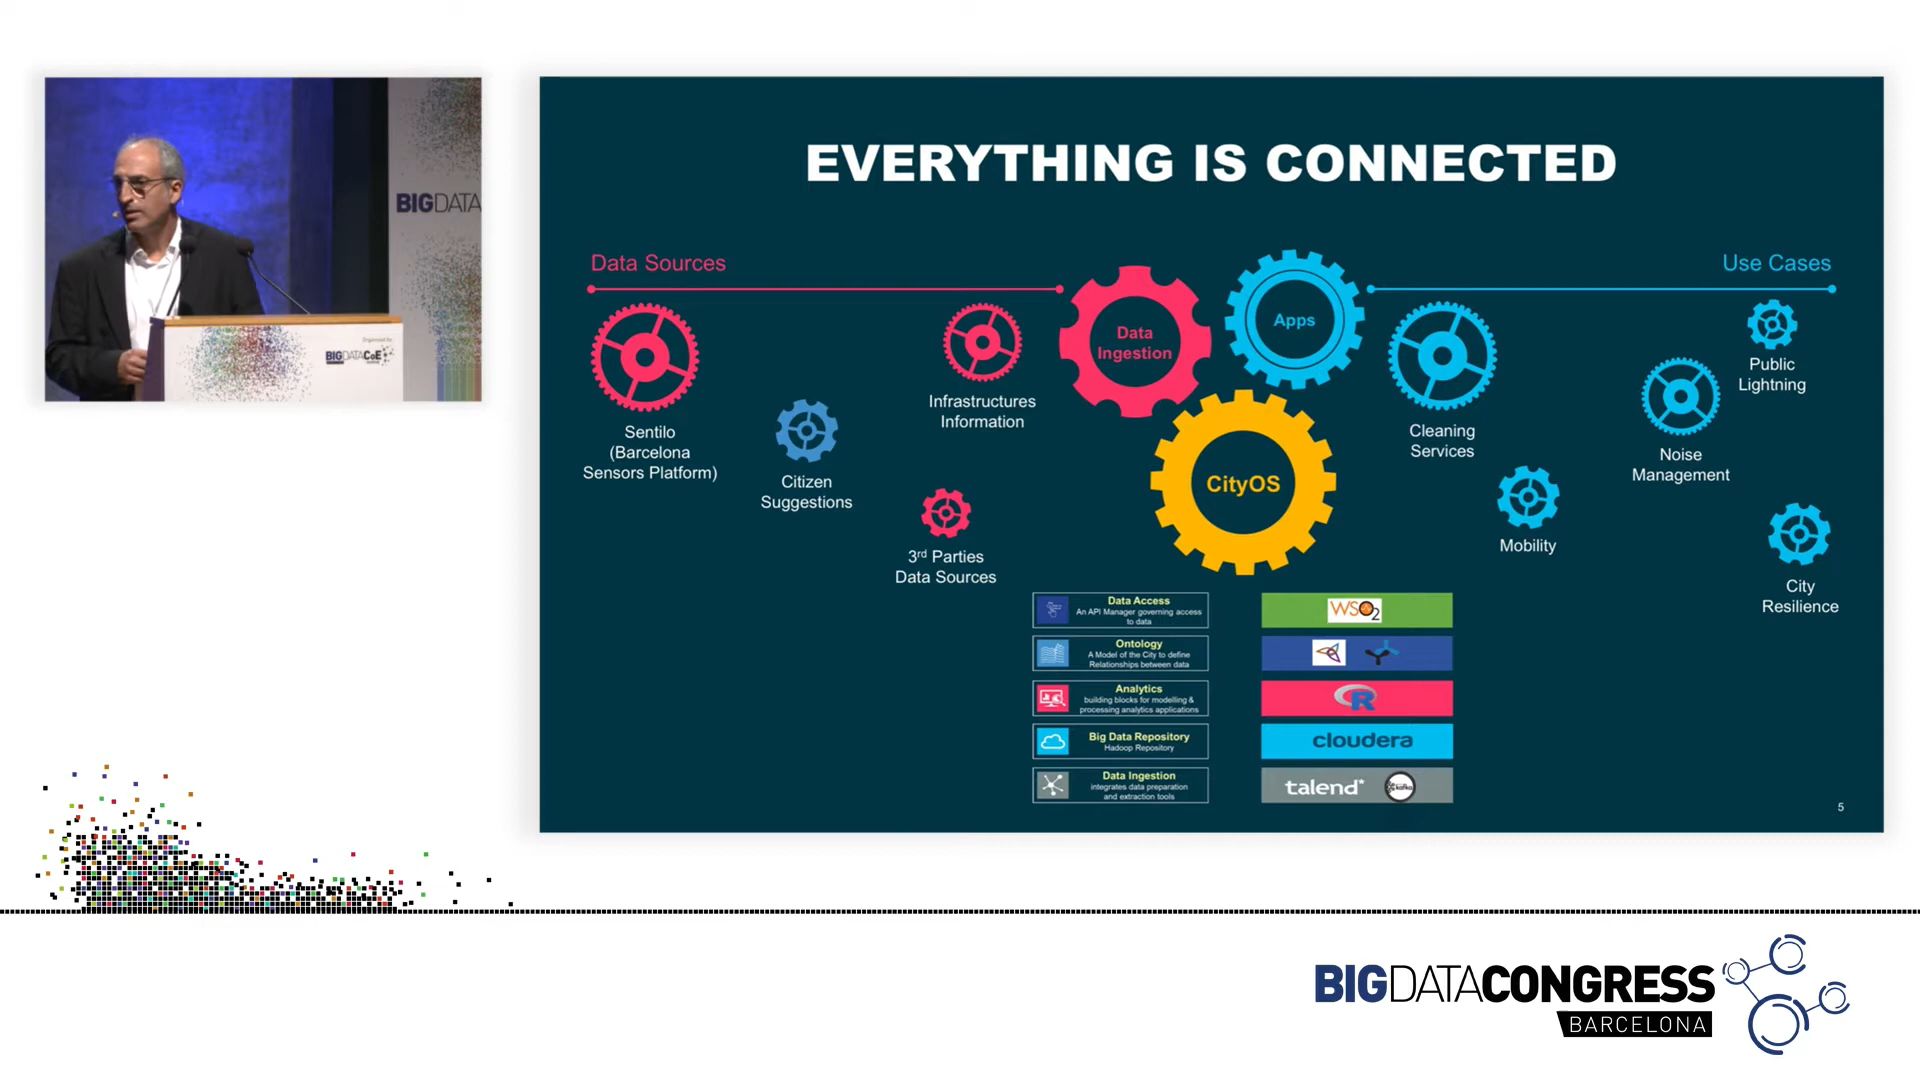 BIGDATA
Organised by:
BIGDATACoE
EVERYTHING IS CONNECTED
Data Sources
Use Cases
Data
Ingestion
Apps
CityOS
Sentilo
(Barcelona
Sensors Platform)
Citizen
Suggestions
Infrastructures
Information
3rd Parties
Data Sources
Cleaning
Services
Mobility
Noise
Management
Public
Lightning
City
Resilience
Data Access
An API Manager governing access
to data
WSO2
Ontology
A Model of the City to define
Relationships between data
Analytics
building blocks for modelling &
processing analytics applications
R
Big Data Repository
Hadoop Repository
cloudera
Data Ingestion
integrates data preparation
and extraction tools
talend*
kafka
5
BIGDATACONGRESS
BARCELONA